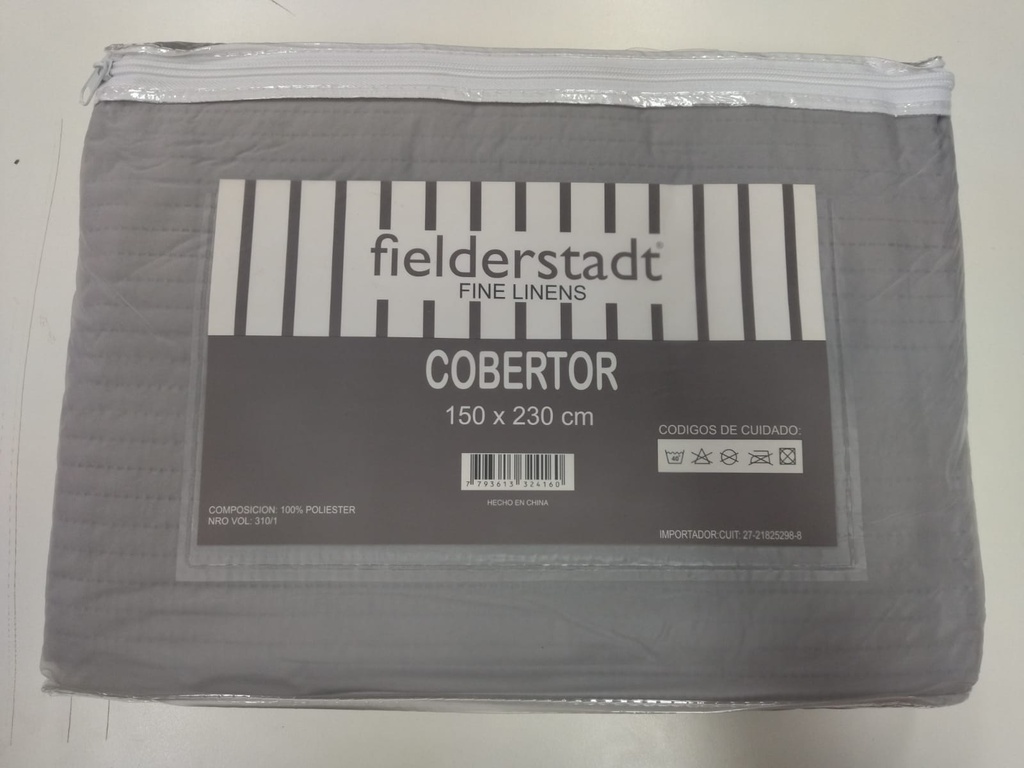 fielderstadt®
FINE LINENS
COBERTOR
150 x 230 cm
CODIGOS DE CUIDADO:
40°
7 793613 324160
HECHO EN CHINA
COMPOSICION: 100% POLIESTER
NRO VOL: 310/1
IMPORTADOR:CUIT: 27-21825298-8